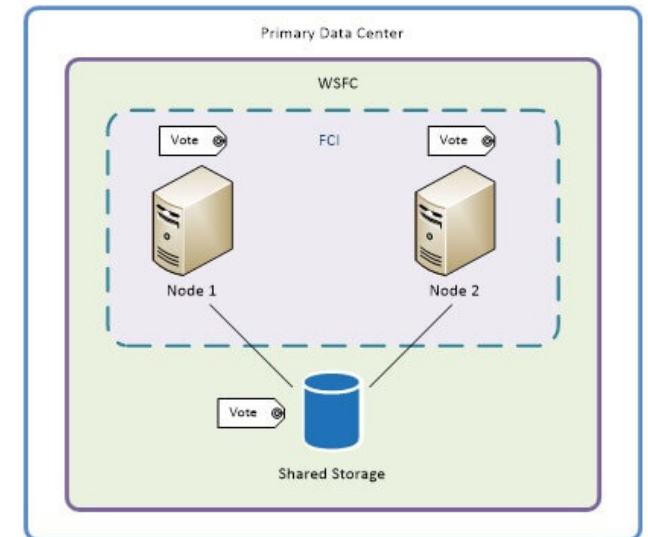 Primary Data Center
WSFC
Vote
FCI
Vote
Node 1
Node 2
Vote
Shared Storage